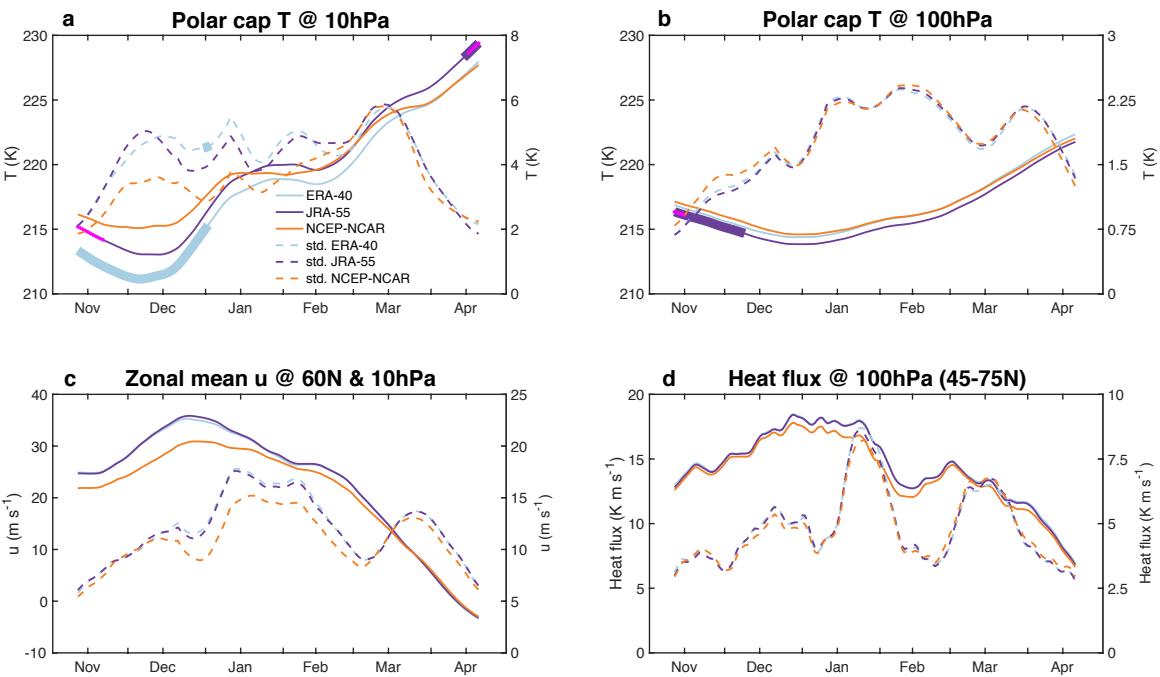 a Polar cap T @ 10hPa
230
225
220
215
210
T (K)
8
6
4
2
0
T (K)
Nov Dec Jan Feb Mar Apr
ERA-40
JRA-55
NCEP-NCAR
std. ERA-40
std. JRA-55
std. NCEP-NCAR
b Polar cap T @ 100hPa
230
225
220
215
210
T (K)
3
2.25
1.5
0.75
0
T (K)
Nov Dec Jan Feb Mar Apr
c Zonal mean u @ 60N & 10hPa
40
30
20
10
0
-10
u (m s-1)
25
20
15
10
5
0
u (m s-1)
Nov Dec Jan Feb Mar Apr
d Heat flux @ 100hPa (45-75N)
20
15
10
5
0
Heat flux (K m s-1)
10
7.5
5
2.5
0
Heat flux (K m s-1)
Nov Dec Jan Feb Mar Apr